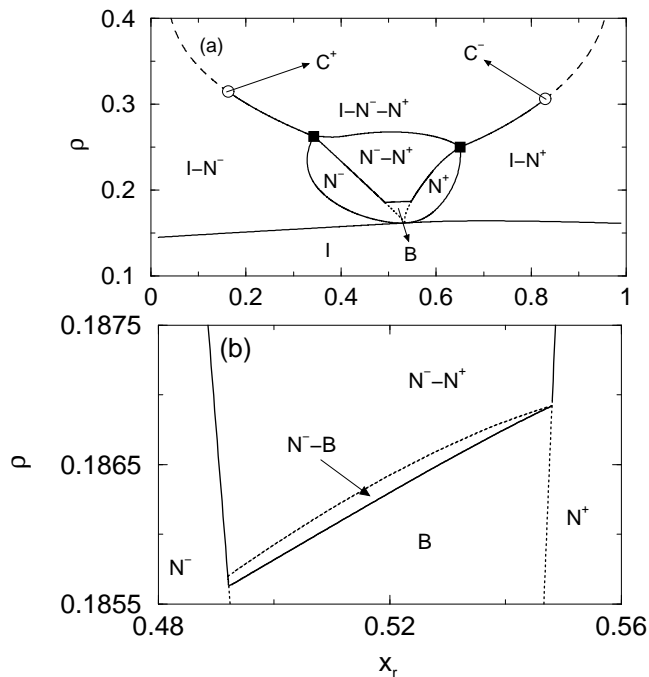 0.4
(a)
C⁺
C⁻
0.3
I−N⁻−N⁺
ρ
N⁻−N⁺
I−N⁻
I−N⁺
N⁻
N⁺
0.2
B
I
0.1
0 0.2 0.4 0.6 0.8 1
0.1875
(b)
N⁻−N⁺
ρ
N⁻−B
0.1865
N⁺
B
N⁻
0.1855
0.48 0.52 0.56
xᵣ